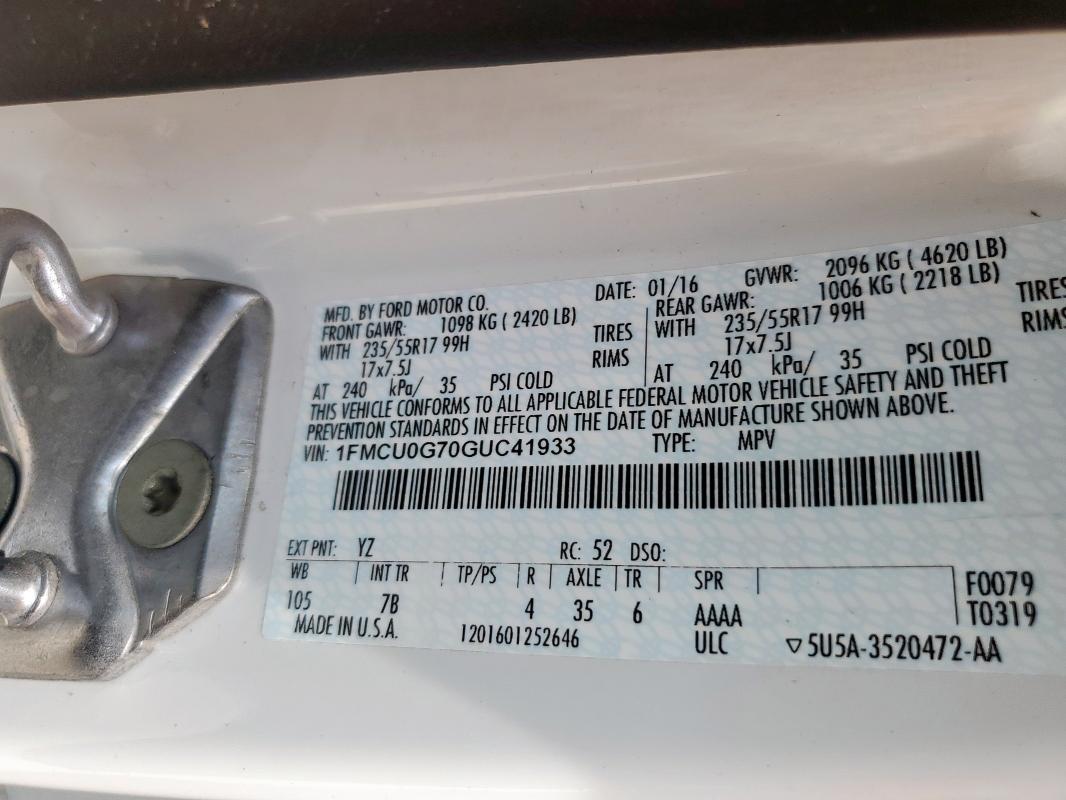 MFD. BY FORD MOTOR CO. DATE: 01/16 GVWR: 2096 KG ( 4620 LB)
FRONT GAWR: 1098 KG ( 2420 LB) REAR GAWR: 1006 KG ( 2218 LB)
WITH 235/55R17 99H TIRES WITH 235/55R17 99H TIRES
17x7.5J RIMS 17x7.5J RIMS
AT 240 kPa/ 35 PSI COLD AT 240 kPa/ 35 PSI COLD
THIS VEHICLE CONFORMS TO ALL APPLICABLE FEDERAL MOTOR VEHICLE SAFETY AND THEFT
PREVENTION STANDARDS IN EFFECT ON THE DATE OF MANUFACTURE SHOWN ABOVE.
VIN: 1FMCU0G70GUC41933 TYPE: MPV
EXT PNT: YZ RC: 52 DSO:
WB INT TR TP/PS R AXLE TR SPR F0079
105 7B 4 35 6 AAAA T0319
MADE IN U.S.A. 1201601252646 ULC ▽5U5A-3520472-AA